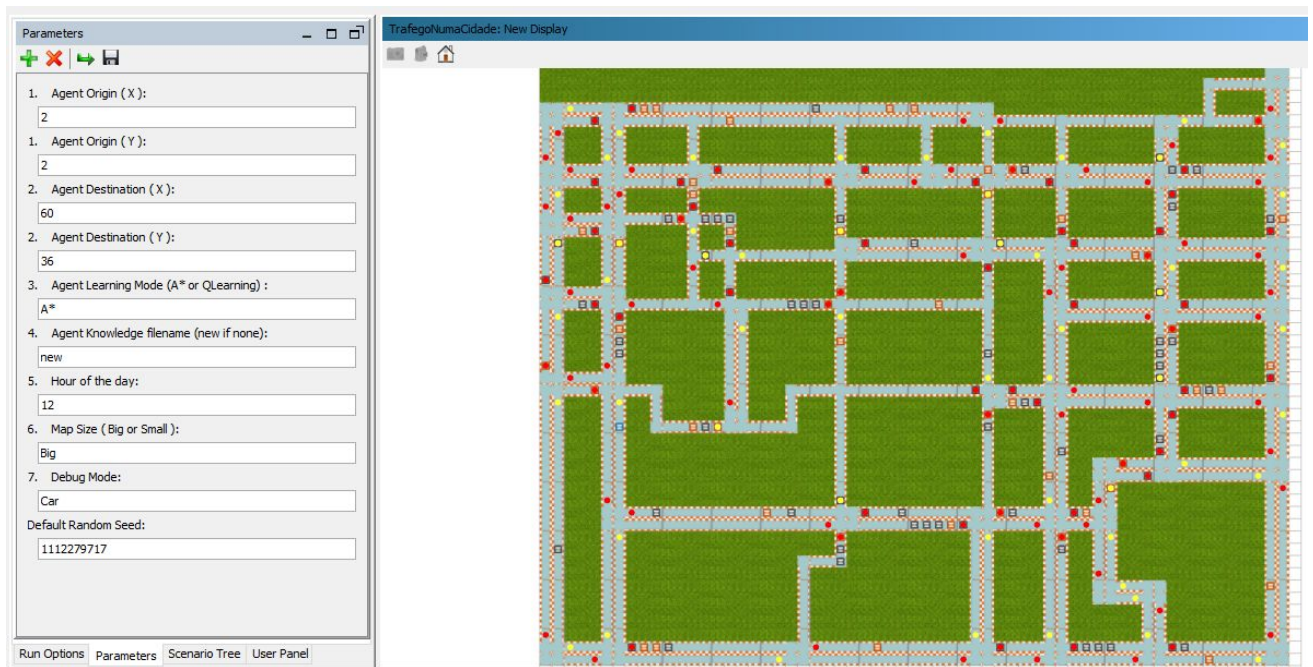 Parameters
1. Agent Origin ( X ):
2
1. Agent Origin ( Y ):
2
2. Agent Destination ( X ):
60
2. Agent Destination ( Y ):
36
3. Agent Learning Mode (A* or QLearning) :
A*
4. Agent Knowledge filename (new if none):
new
5. Hour of the day:
12
6. Map Size ( Big or Small ):
Big
7. Debug Mode:
Car
Default Random Seed:
1112279717
Run Options Parameters Scenario Tree User Panel
TrafegoNumaCidade: New Display